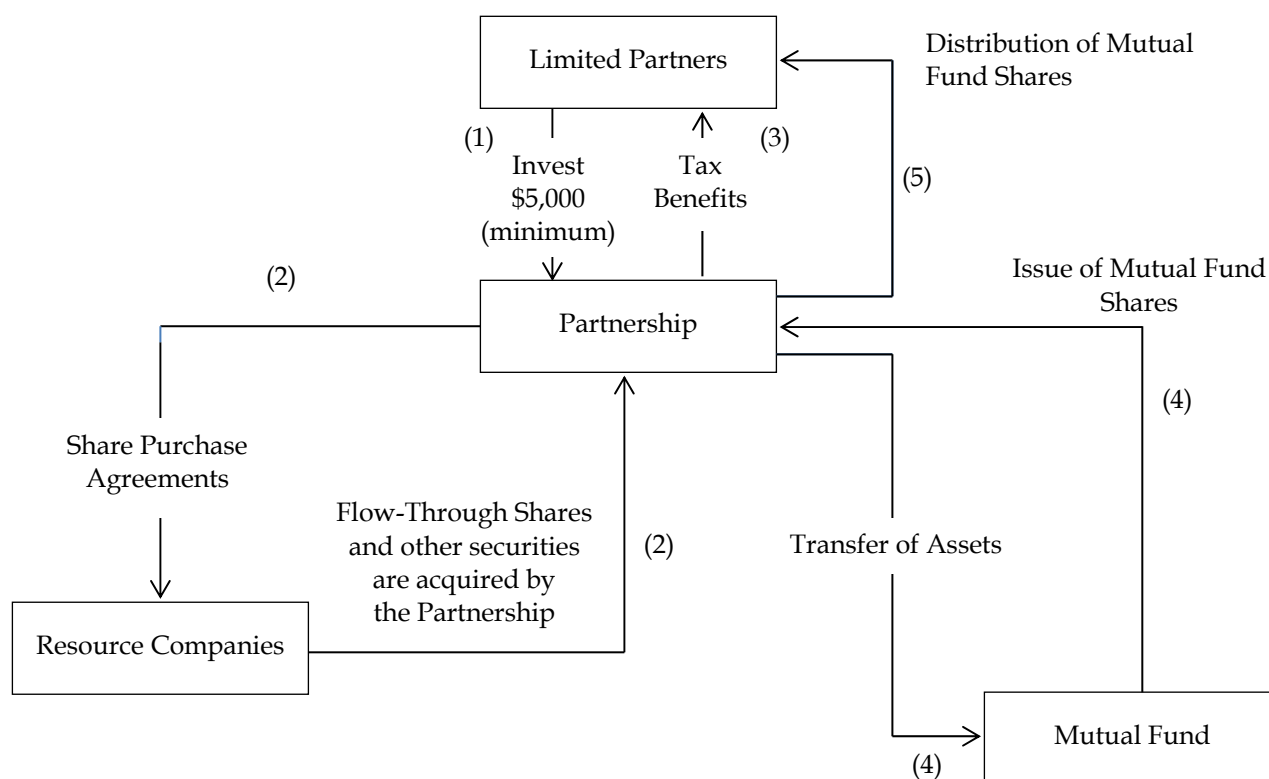 Limited Partners
Distribution of Mutual
Fund Shares
(1)
(3)
Invest
$5,000
(minimum)
Tax
Benefits
(5)
(2)
Issue of Mutual Fund
Shares
Partnership
(4)
Share Purchase
Agreements
Flow-Through Shares
and other securities
are acquired by
the Partnership
(2)
Transfer of Assets
Resource Companies
Mutual Fund
(4)